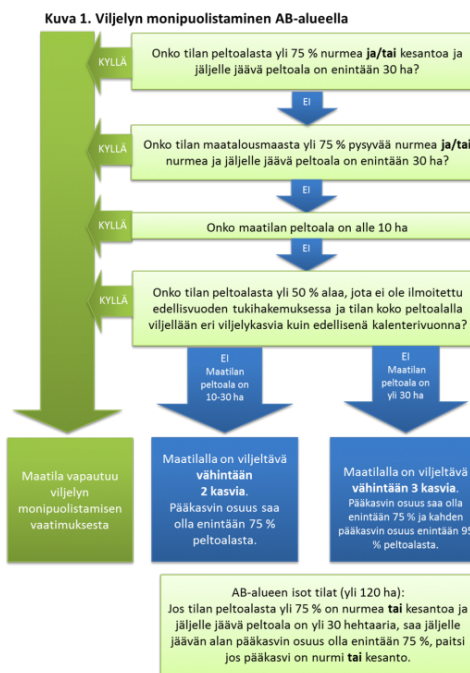 Kuva 1. Viljelyn monipuolistaminen AB-alueella
KYLLÄ
Onko tilan peltoalasta yli 75 % nurmea ja/tai kesantoa ja
jäljelle jäävä peltoala on enintään 30 ha?
EI
KYLLÄ
Onko tilan maatalousmaasta yli 75 % pysyvää nurmea ja/tai
nurmea ja jäljelle jäävä peltoala on enintään 30 ha?
EI
KYLLÄ
Onko maatilan peltoala on alle 10 ha
EI
KYLLÄ
Onko tilan peltoalasta yli 50 % alaa, jota ei ole ilmoitettu
edellisvuoden tukihakemuksessa ja tilan koko peltoalalla
viljellään eri viljelykasvia kuin edellisenä kalenterivuonna?
EI
Maatilan
peltoala on
10-30 ha
EI
Maatilan
peltoala on
yli 30 ha
Maatila vapautuu
viljelyn
monipuolistamisen
vaatimuksesta
Maatilalla on viljeltävä
vähintään
2 kasvia.
Pääkasvin osuus saa
olla enintään 75 %
peltoalasta.
Maatilalla on viljeltävä
vähintään 3 kasvia.
Pääkasvin osuus saa olla
enintään 75 % ja kahden
pääkasvin osuus enintään 95
% peltoalasta.
AB-alueen isot tilat (yli 120 ha):
Jos tilan peltoalasta yli 75 % on nurmea tai kesantoa ja
jäljelle jäävä peltoala on yli 30 hehtaaria, saa jäljelle
jäävän alan pääkasvin osuus olla enintään 75 %, paitsi
jos pääkasvi on nurmi tai kesanto.